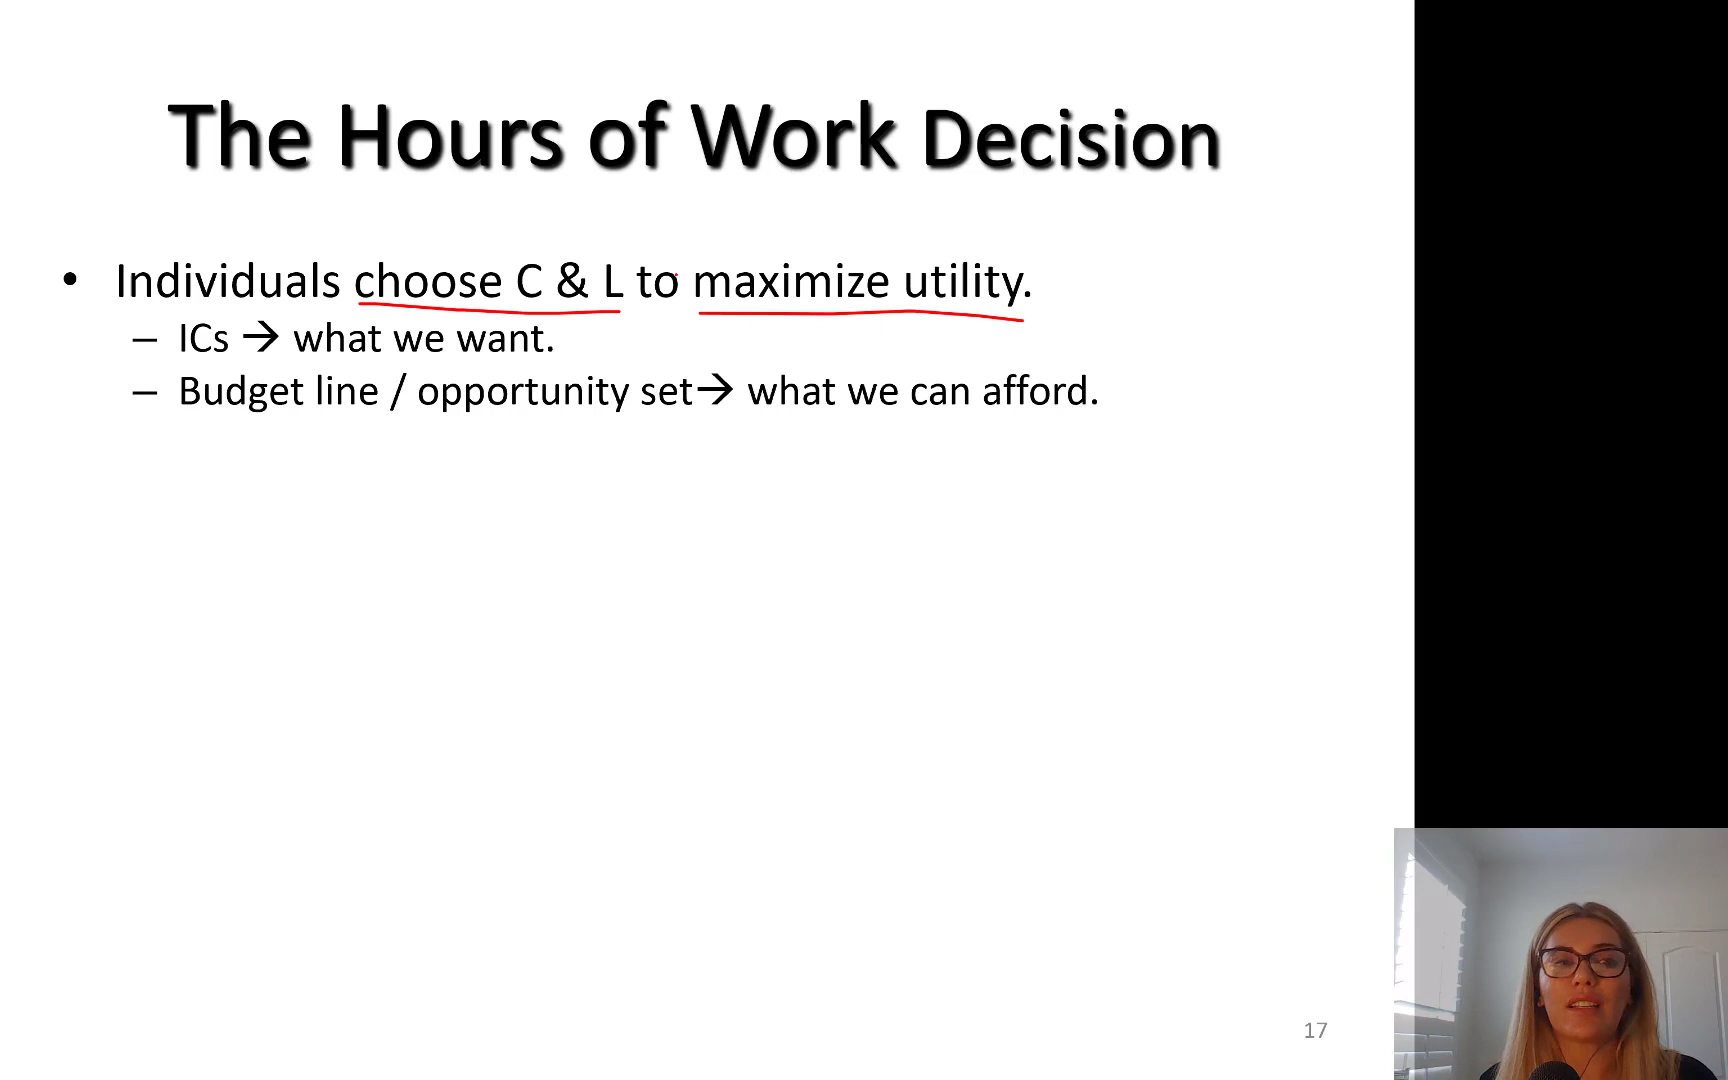 The Hours of Work Decision
• Individuals choose C & L to maximize utility.
– ICs → what we want.
– Budget line / opportunity set→ what we can afford.
17